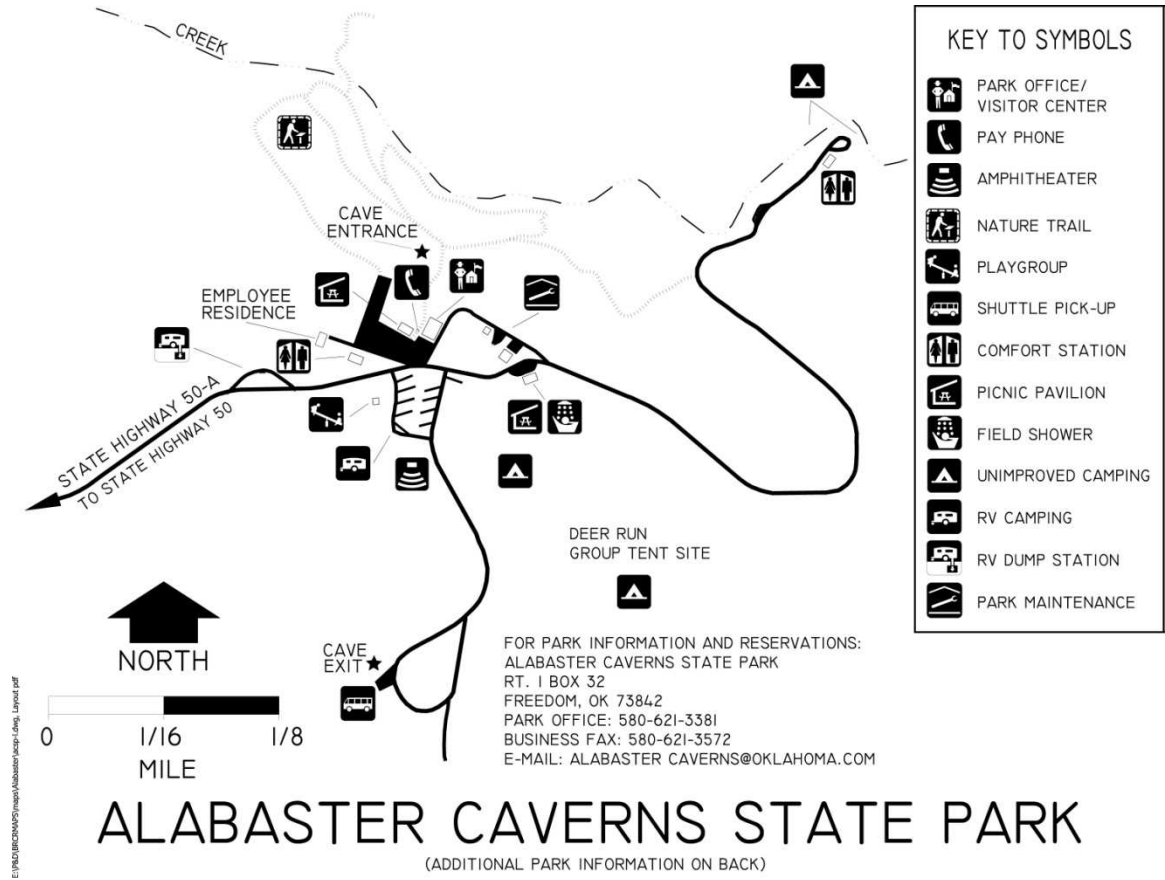 CREEK
CAVE
ENTRANCE
EMPLOYEE
RESIDENCE
STATE HIGHWAY 50-A
TO STATE HIGHWAY 50
DEER RUN
GROUP TENT SITE
CAVE
EXIT
NORTH
0 1/16 1/8
MILE
FOR PARK INFORMATION AND RESERVATIONS:
ALABASTER CAVERNS STATE PARK
RT. 1 BOX 32
FREEDOM, OK 73842
PARK OFFICE: 580-621-3381
BUSINESS FAX: 580-621-3572
E-MAIL: ALABASTER CAVERNS@OKLAHOMA.COM
KEY TO SYMBOLS
PARK OFFICE/
VISITOR CENTER
PAY PHONE
AMPHITHEATER
NATURE TRAIL
PLAYGROUP
SHUTTLE PICK-UP
COMFORT STATION
PICNIC PAVILION
FIELD SHOWER
UNIMPROVED CAMPING
RV CAMPING
RV DUMP STATION
PARK MAINTENANCE
ALABASTER CAVERNS STATE PARK
(ADDITIONAL PARK INFORMATION ON BACK)